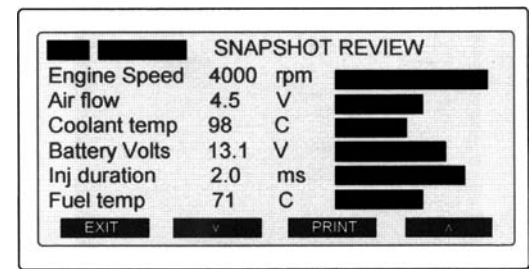 SNAPSHOT REVIEW
Engine Speed 4000 rpm
Air flow 4.5 V
Coolant temp 98 C
Battery Volts 13.1 V
Inj duration 2.0 ms
Fuel temp 71 C
EXIT v PRINT ʌ